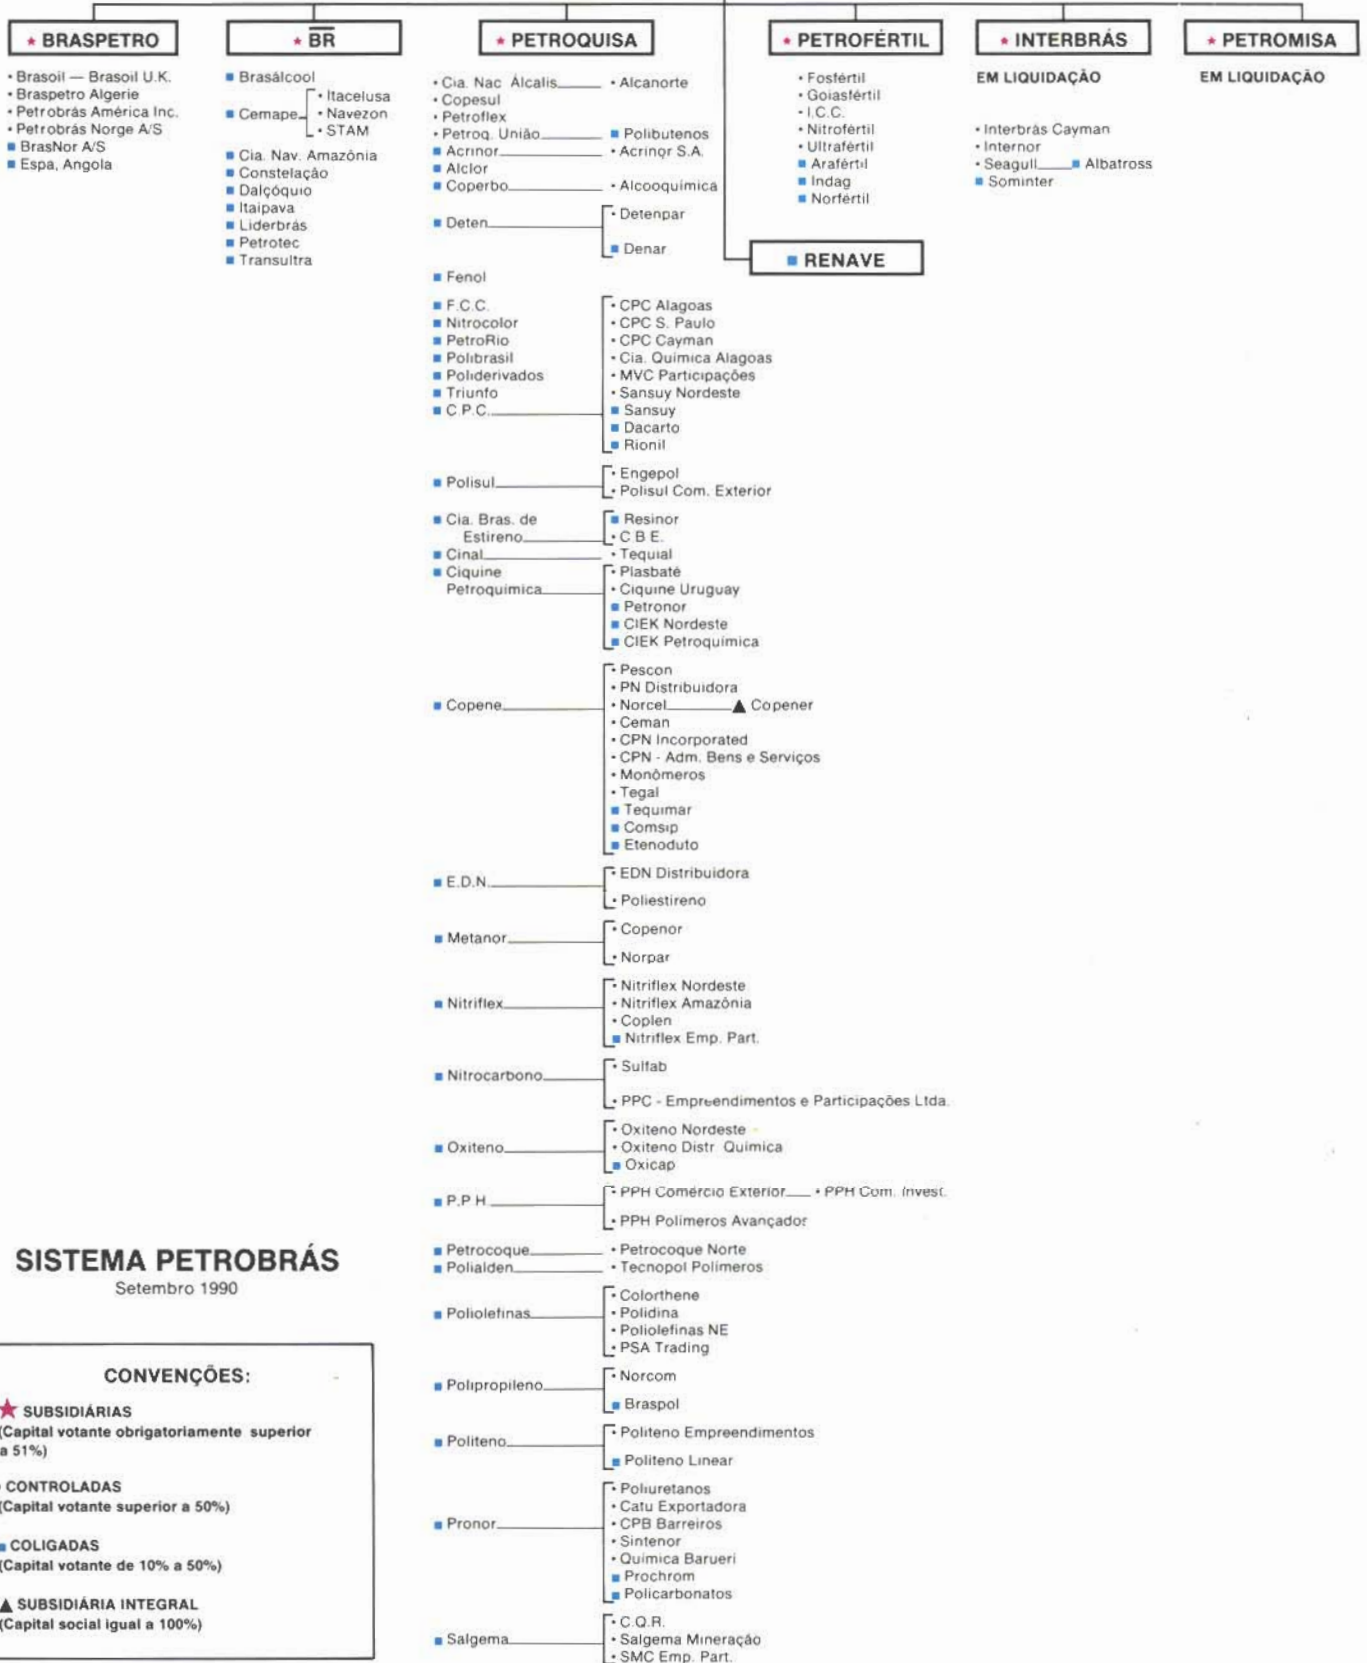 BRASPETRO
• Brasoil — Brasoil U.K.
• Braspetro Algerie
• Petrobrás América Inc.
• Petrobrás Norge A/S
BrasNor A/S
Espa, Angola
BR
Brasálcool
Cemape
• Itacelusa
• Navezon
• STAM
Cia. Nav. Amazônia
Constelação
Dalçóquio
Itaipava
Liderbrás
Petrotec
Transultra
PETROQUISA
• Cia. Nac Álcalis
• Alcanorte
• Copesul
• Petroflex
• Petroq. União
Polibutenos
Acrinor
• Acrinor S.A.
Alclor
Coperbo
• Alcooquímica
Deten
• Detenpar
Denar
Fenol
F.C.C.
Nitrocolor
PetroRio
Polibrasil
Poliderivados
Triunfo
C.P.C.
• CPC Alagoas
• CPC S. Paulo
• CPC Cayman
• Cia. Química Alagoas
• MVC Participações
• Sansuy Nordeste
Sansuy
Dacarto
Rionil
Polisul
• Engepol
• Polisul Com. Exterior
Cia. Bras. de
Estireno
Resinor
• C B E.
Cinal
• Tequial
Ciquine
Petroquímica
• Plasbaté
• Ciquine Uruguay
Petronor
CIEK Nordeste
CIEK Petroquímica
Copene
• Pescon
• PN Distribuidora
• Norcel
▲ Copener
• Ceman
• CPN Incorporated
• CPN - Adm. Bens e Serviços
• Monômeros
• Tegal
Tequimar
Comsip
Etenoduto
E.D.N.
• EDN Distribuidora
• Poliestireno
Metanor
• Copenor
• Norpar
Nitriflex
• Nitriflex Nordeste
• Nitriflex Amazônia
• Coplen
Nitriflex Emp. Part.
Nitrocarbono
• Sulfab
• PPC - Empreendimentos e Participações Ltda.
Oxiteno
• Oxiteno Nordeste
• Oxiteno Distr Química
Oxicap
P.P H
• PPH Comércio Exterior
• PPH Com. Invest.
• PPH Polímeros Avançador
Petrocoque
• Petrocoque Norte
Polialden
• Tecnopol Polímeros
Poliolefinas
• Colorthene
• Polidina
• Poliolefinas NE
• PSA Trading
Polipropileno
• Norcom
Braspol
Politeno
• Politeno Empreendimentos
Politeno Linear
Pronor
• Poliuretanos
• Catu Exportadora
• CPB Barreiros
• Sintenor
• Química Barueri
Prochrom
Policarbonatos
Salgema
• C.Q.R.
• Salgema Mineração
• SMC Emp. Part.
PETROFÉRTIL
• Fosfértil
• Goiasfértil
• I.C.C.
• Nitrofértil
• Ultrafértil
Arafértil
Indag
Norfértil
RENAVE
INTERBRÁS
EM LIQUIDAÇÃO
• Interbrás Cayman
• Internor
• Seagull
Albatross
Sominter
PETROMISA
EM LIQUIDAÇÃO
SISTEMA PETROBRÁS
Setembro 1990
CONVENÇÕES:
SUBSIDIÁRIAS
(Capital votante obrigatoriamente superior
a 51%)
CONTROLADAS
(Capital votante superior a 50%)
COLIGADAS
(Capital votante de 10% a 50%)
▲ SUBSIDIÁRIA INTEGRAL
(Capital social igual a 100%)